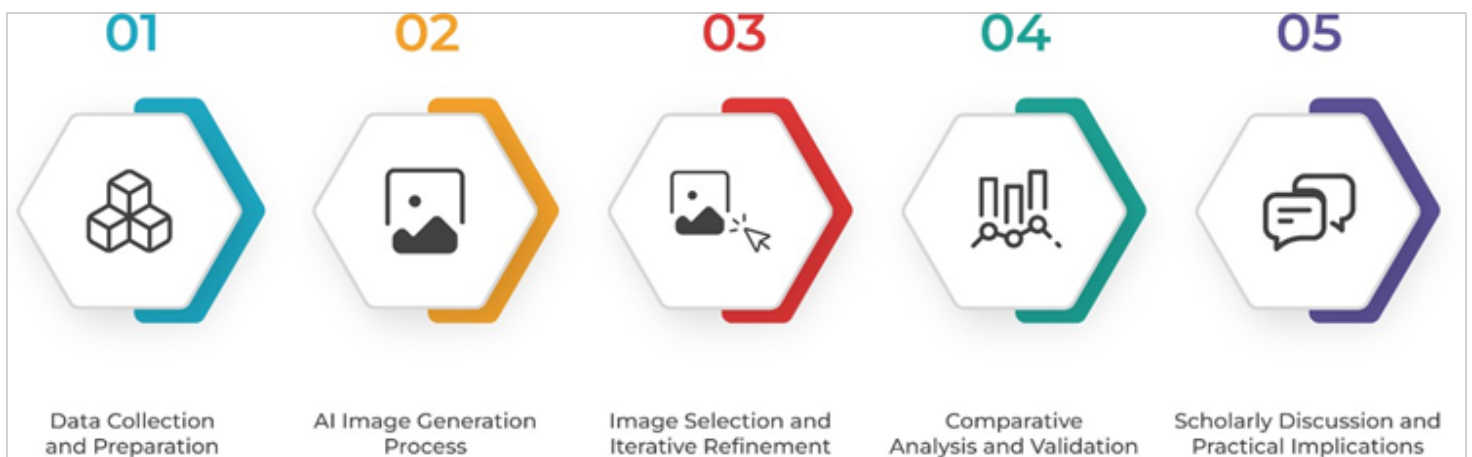 01 02 03 04 05
Data Collection
and Preparation
AI Image Generation
Process
Image Selection and
Iterative Refinement
Comparative
Analysis and Validation
Scholarly Discussion and
Practical Implications